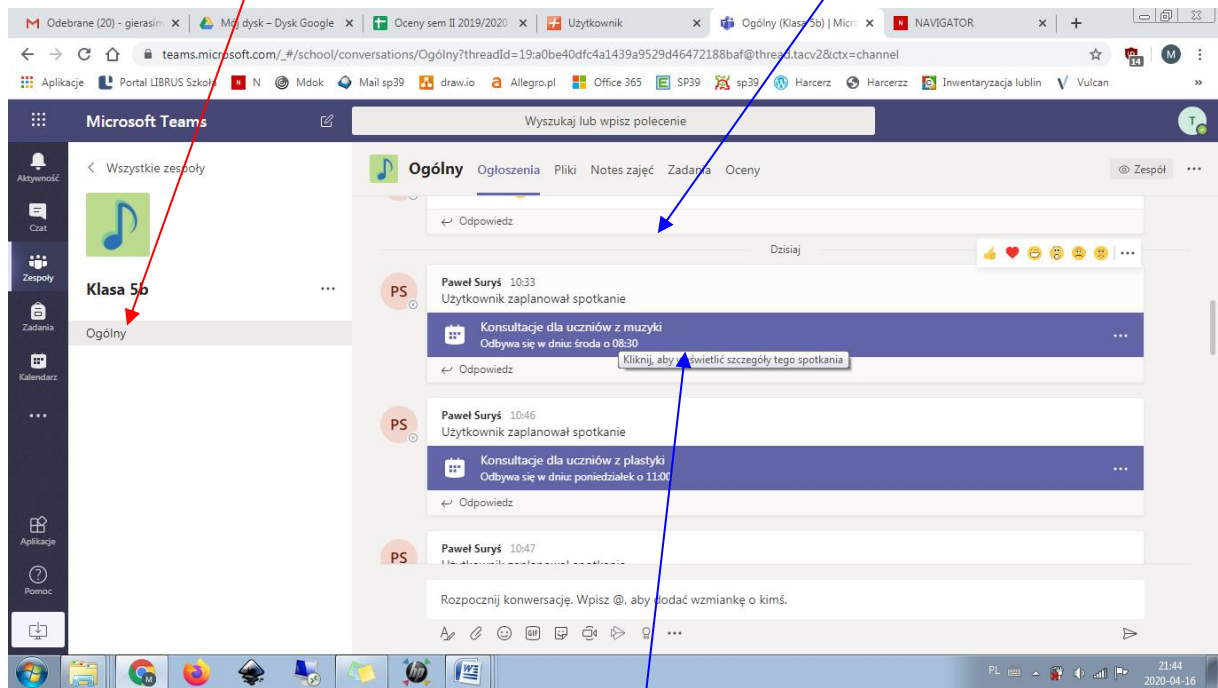 Odebrane (20) - gierasim
Mój dysk – Dysk Google
Oceny sem II 2019/2020
Użytkownik
Ogólny (Klasa 5b) | Micro
NAVIGATOR
teams.microsoft.com/_#/school/conversations/Ogólny?threadId=19:a0be40dfc4a1439a9529d46472188baf@thread.tacv2&ctx=channel
14
M
Aplikacje
Portal LIBRUS Szkoła
N
Mdok
Mail sp39
draw.io
Allegro.pl
Office 365
SP39
sp39
Harcerz
Harcerzz
Inwentaryzacja lublin
Vulcan
»
Microsoft Teams
Wyszukaj lub wpisz polecenie
T
Aktywność
Czat
Zespoły
Zadania
Kalendarz
Aplikacje
Pomoc
Wszystkie zespoły
Klasa 5b
Ogólny
Ogólny Ogłoszenia Pliki Notes zajęć Zadania Oceny
Zespół
Odpowiedz
Dzisiaj
PS
Paweł Suryś 10:33
Użytkownik zaplanował spotkanie
Konsultacje dla uczniów z muzyki
Odbywa się w dniu: środa o 08:30
Kliknij, aby wyświetlić szczegóły tego spotkania
Odpowiedz
PS
Paweł Suryś 10:46
Użytkownik zaplanował spotkanie
Konsultacje dla uczniów z plastyki
Odbywa się w dniu: poniedziałek o 11:00
Odpowiedz
PS
Paweł Suryś 10:47
Użytkownik zaplanował spotkanie
Rozpocznij konwersację. Wpisz @, aby dodać wzmiankę o kimś.
GIF
PL
21:44
2020-04-16